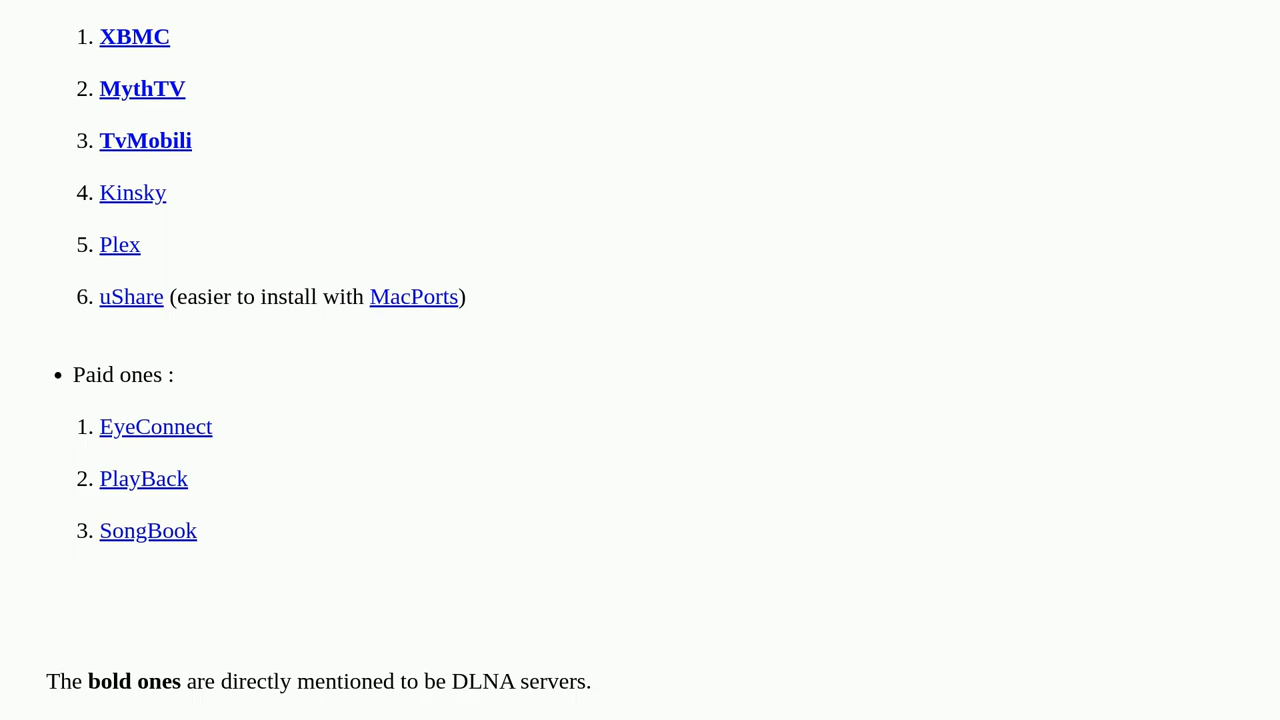 1. XBMC
2. MythTV
3. TvMobili
4. Kinsky
5. Plex
6. uShare (easier to install with MacPorts)
• Paid ones :
1. EyeConnect
2. PlayBack
3. SongBook
The bold ones are directly mentioned to be DLNA servers.